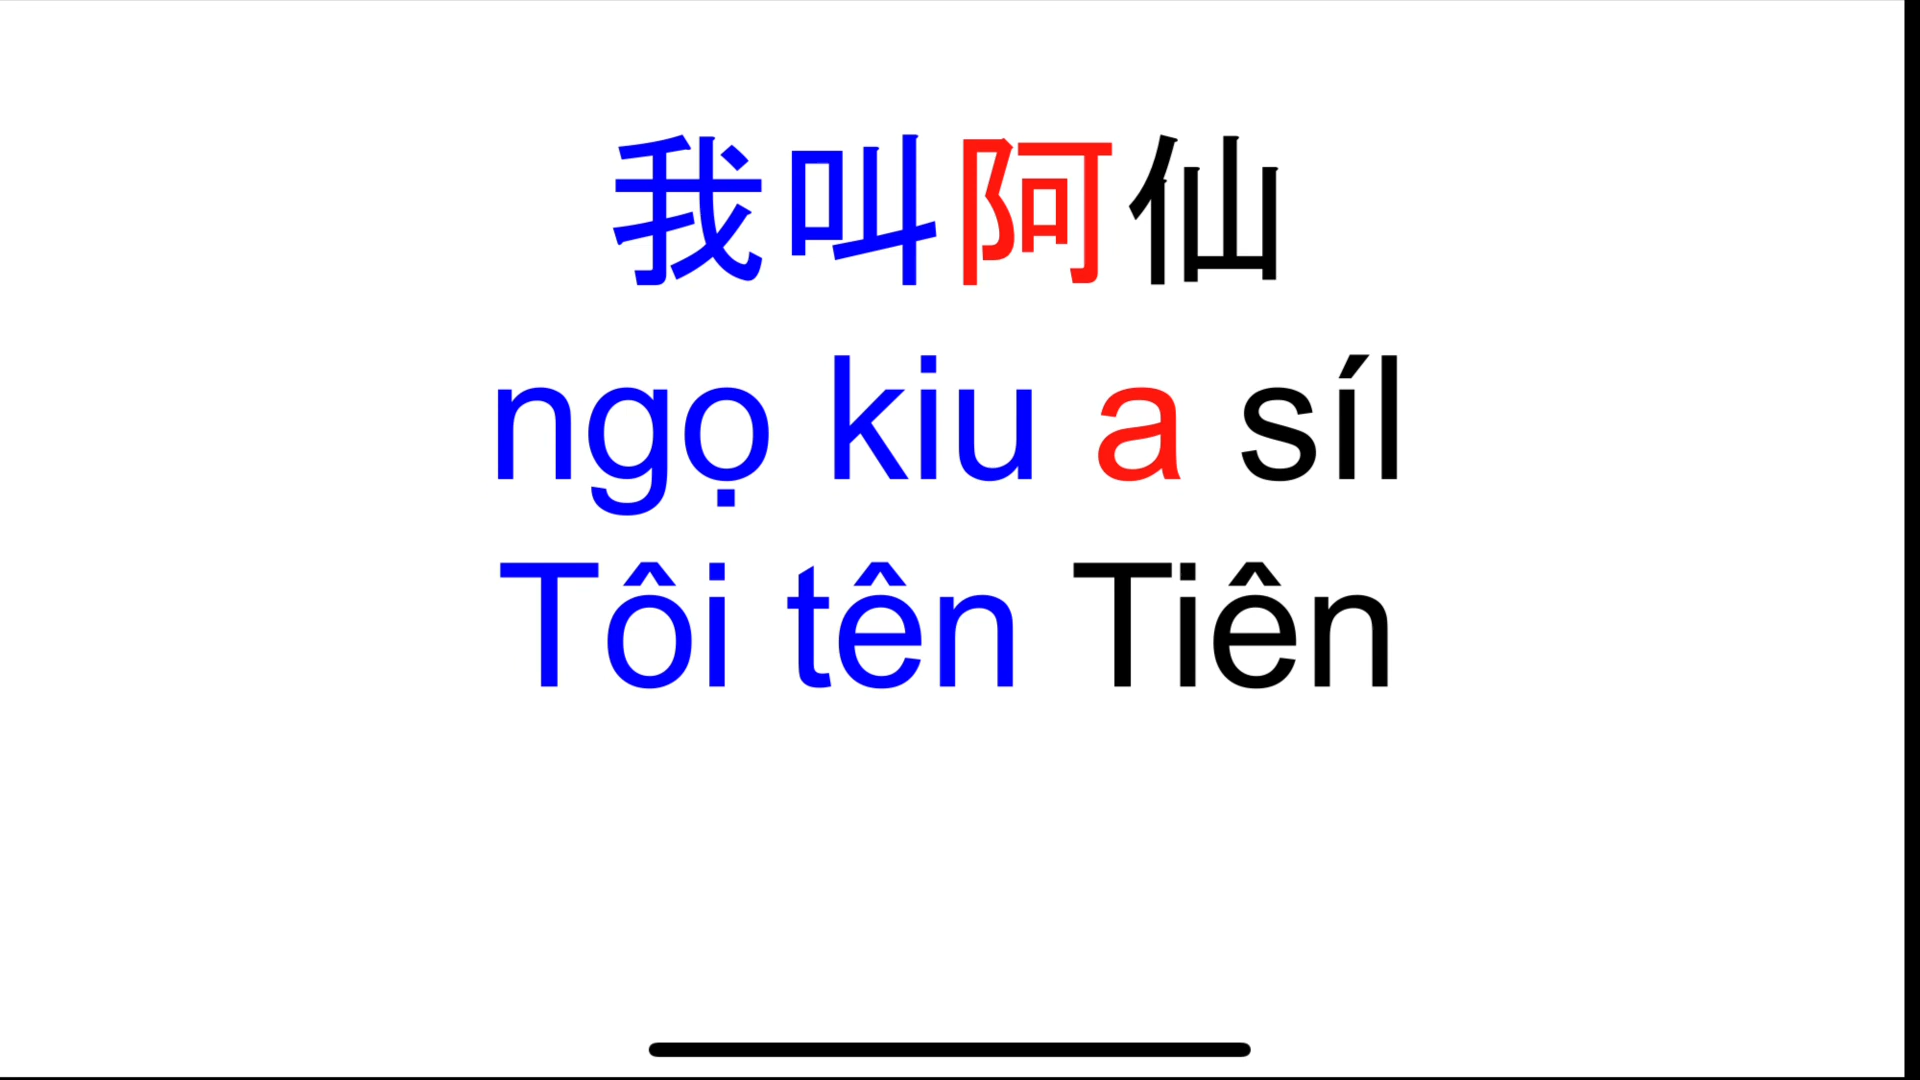 我叫阿仙
ngọ kiu a síl
Tôi tên Tiên